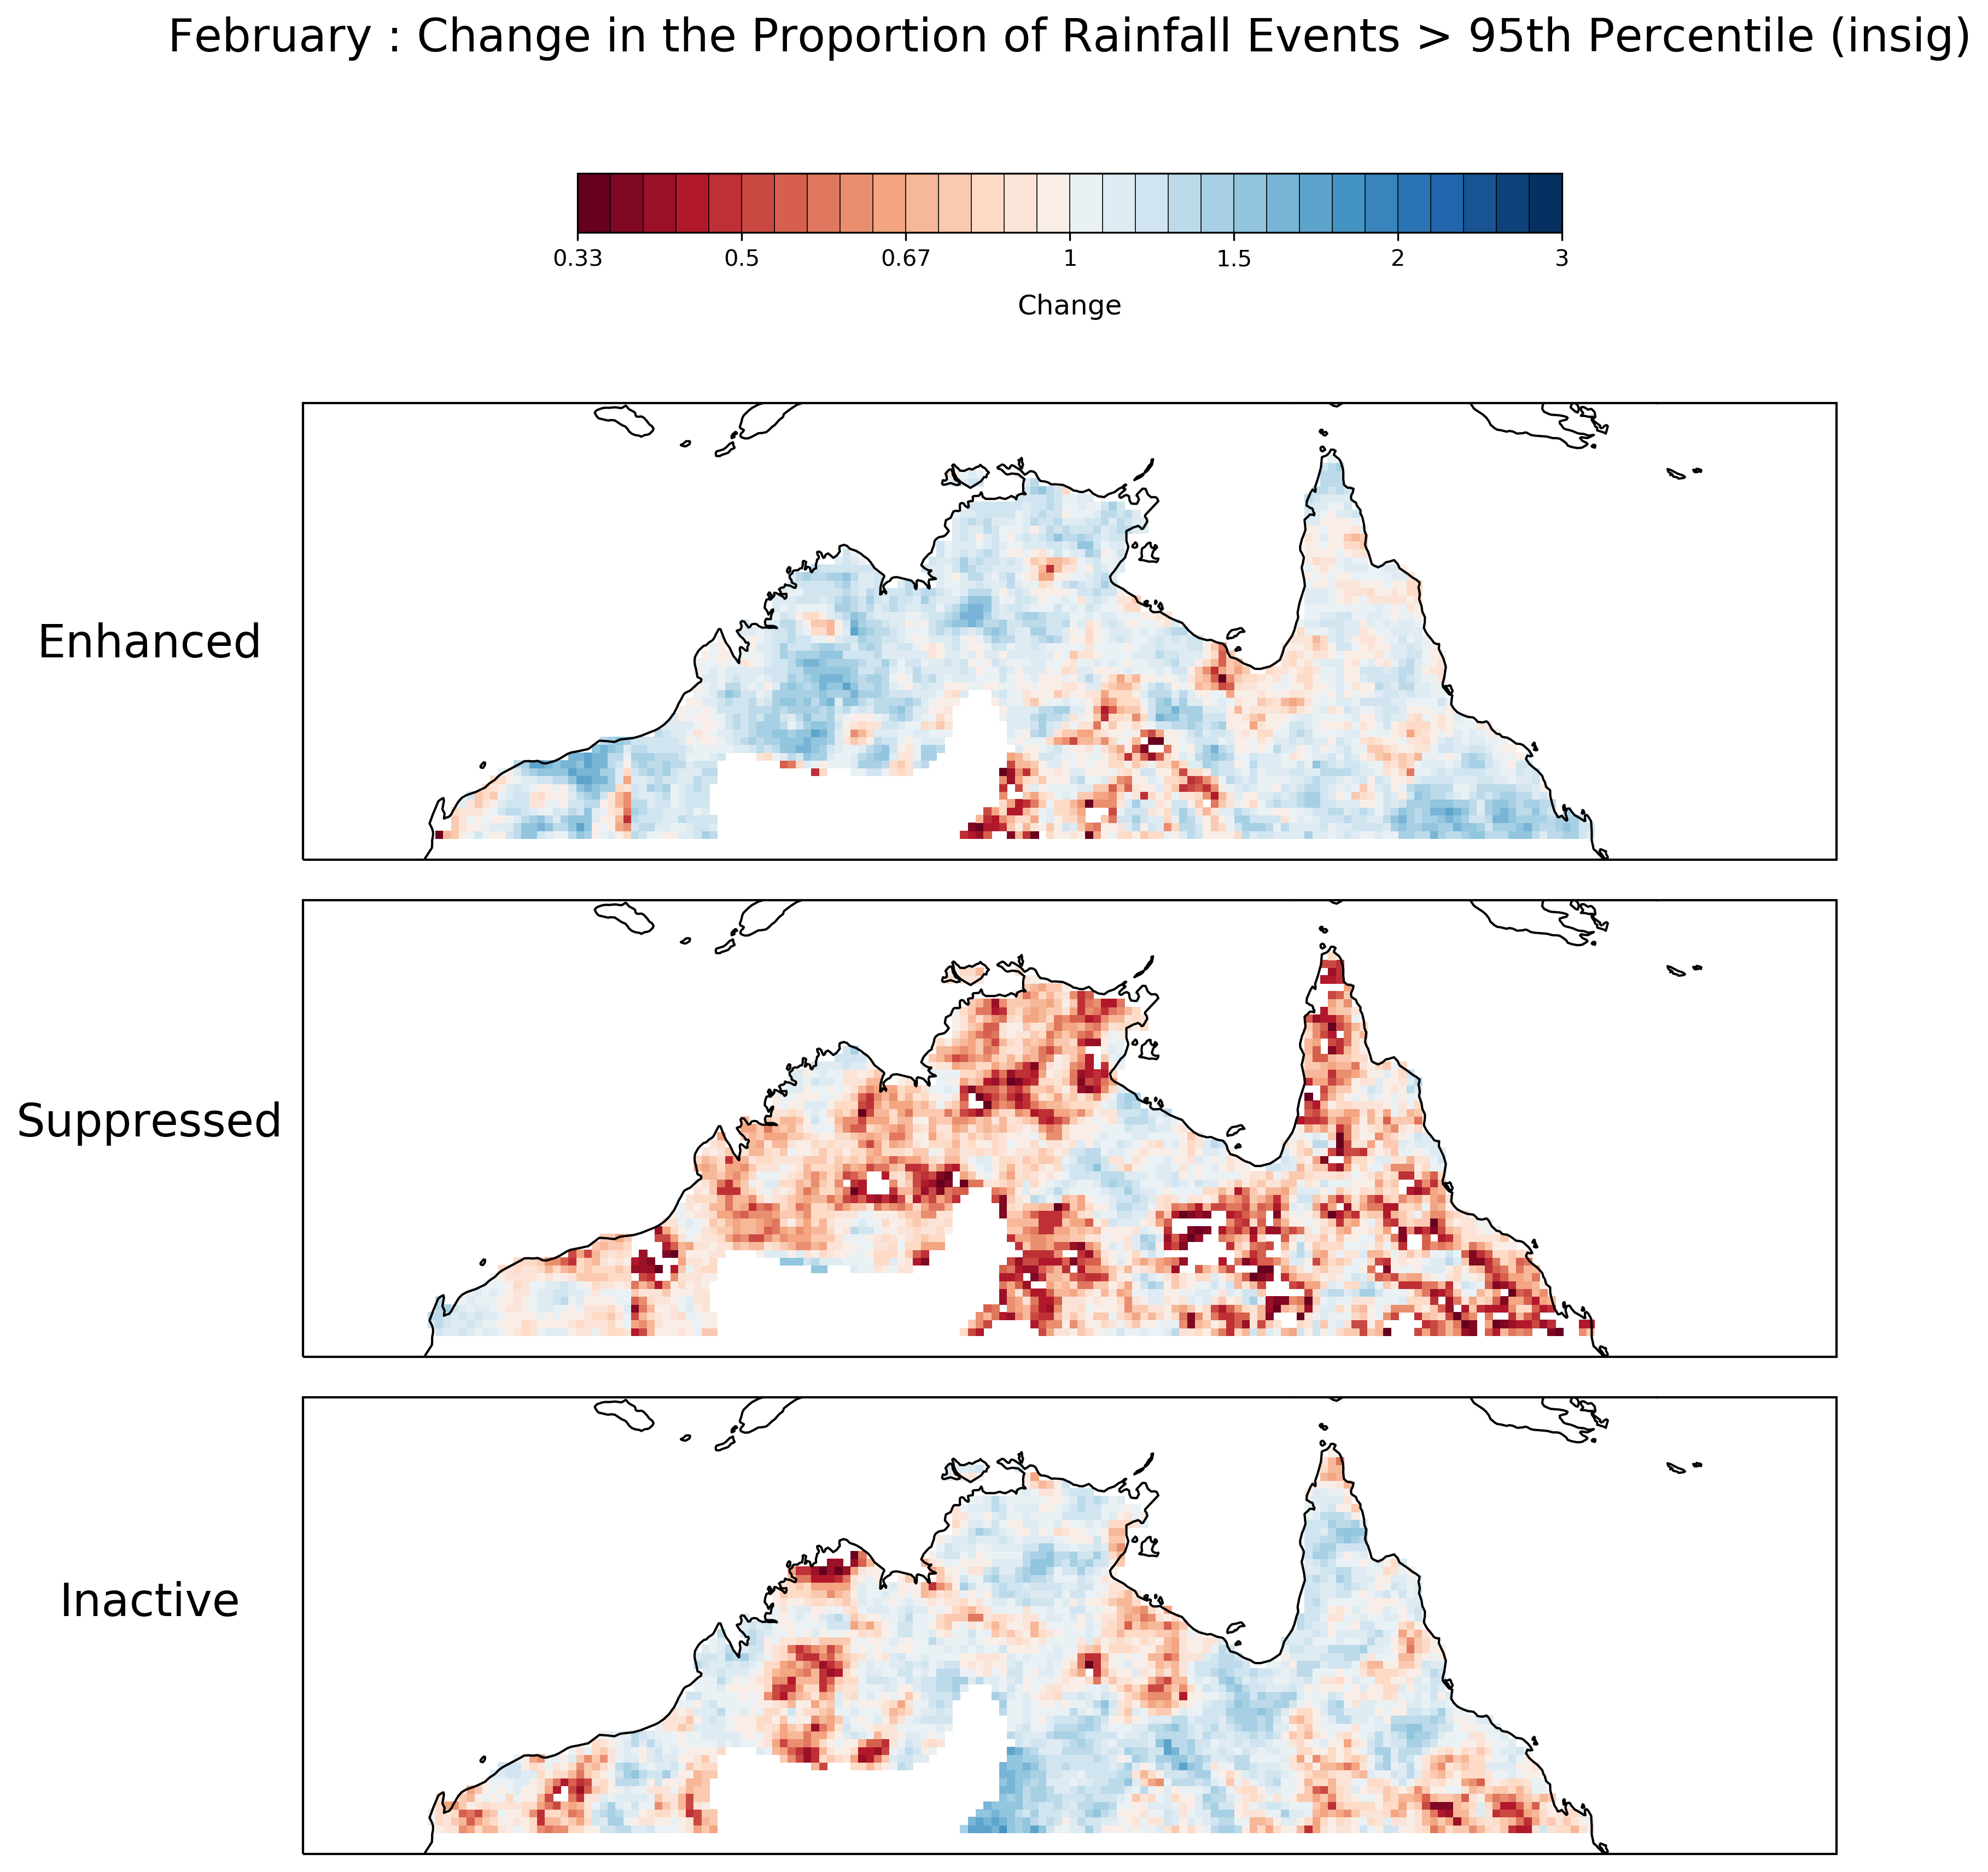 February : Change in the Proportion of Rainfall Events > 95th Percentile (insig)
0.33 0.5 0.67 1 1.5 2 3
Change
Enhanced
Suppressed
Inactive